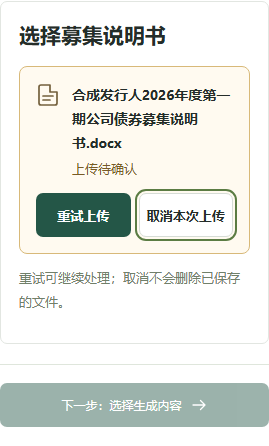 选择募集说明书
合成发行人2026年度第一
期公司债券募集说明
书.docx
上传待确认
重试上传
取消本次上传
重试可继续处理；取消不会删除已保存
的文件。
下一步：选择生成内容 →